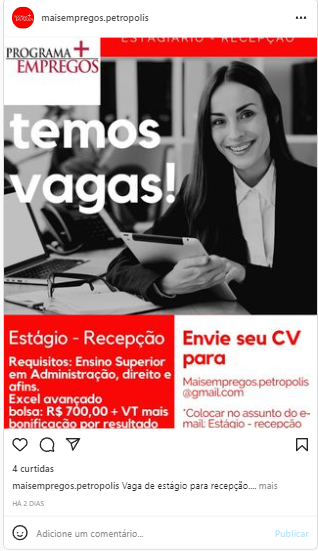 maisempregos.petropolis
ESTAGIÁRIO - RECEPÇÃO
PROGRAMA +
EMPREGOS
temos
vagas!
Estágio - Recepção
Requisitos: Ensino Superior
em Administração, direito e
afins.
Excel avançado
bolsa: R$ 700,00 + VT mais
bonificação por resultado
Envie seu CV
para
Maisempregos.petropolis
@gmail.com
*Colocar no assunto do e-
mail: Estágio - recepção
4 curtidas
maisempregos.petropolis Vaga de estágio para recepção.... mais
HÁ 2 DIAS
Adicione um comentário...
Publicar